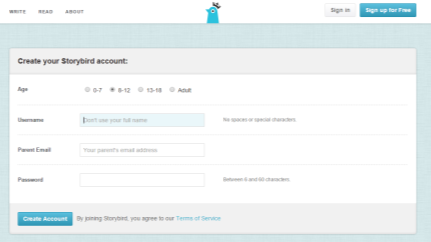 WRITE READ ABOUT Sign in Sign up for Free
Create your Storybird account:
Age 0-7 8-12 13-18 Adult
Username Don't use your full name No spaces or special characters
Parent Email Your parent's email address
Password Between 6 and 60 characters
Create Account By joining Storybird, you agree to our Terms of Service